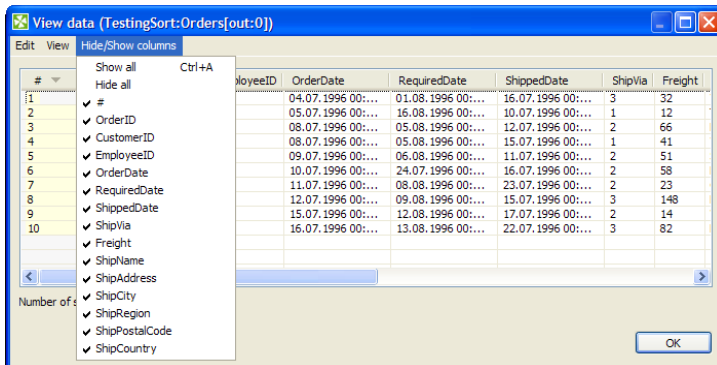 View data (TestingSort:Orders[out:0])
Edit View Hide/Show columns
Show all Ctrl+A
Hide all
#
OrderID
CustomerID
EmployeeID
OrderDate
RequiredDate
ShippedDate
ShipVia
Freight
ShipName
ShipAddress
ShipCity
ShipRegion
ShipPostalCode
ShipCountry
# ployeeID OrderDate RequiredDate ShippedDate ShipVia Freight
1 04.07.1996 00:... 01.08.1996 00:... 16.07.1996 00:... 3 32
2 05.07.1996 00:... 16.08.1996 00:... 10.07.1996 00:... 1 12
3 08.07.1996 00:... 05.08.1996 00:... 12.07.1996 00:... 2 66
4 08.07.1996 00:... 05.08.1996 00:... 15.07.1996 00:... 1 41
5 09.07.1996 00:... 06.08.1996 00:... 11.07.1996 00:... 2 51
6 10.07.1996 00:... 24.07.1996 00:... 16.07.1996 00:... 2 58
7 11.07.1996 00:... 08.08.1996 00:... 23.07.1996 00:... 2 23
8 12.07.1996 00:... 09.08.1996 00:... 15.07.1996 00:... 3 148
9 15.07.1996 00:... 12.08.1996 00:... 17.07.1996 00:... 2 14
10 16.07.1996 00:... 13.08.1996 00:... 22.07.1996 00:... 3 82
Number of
OK